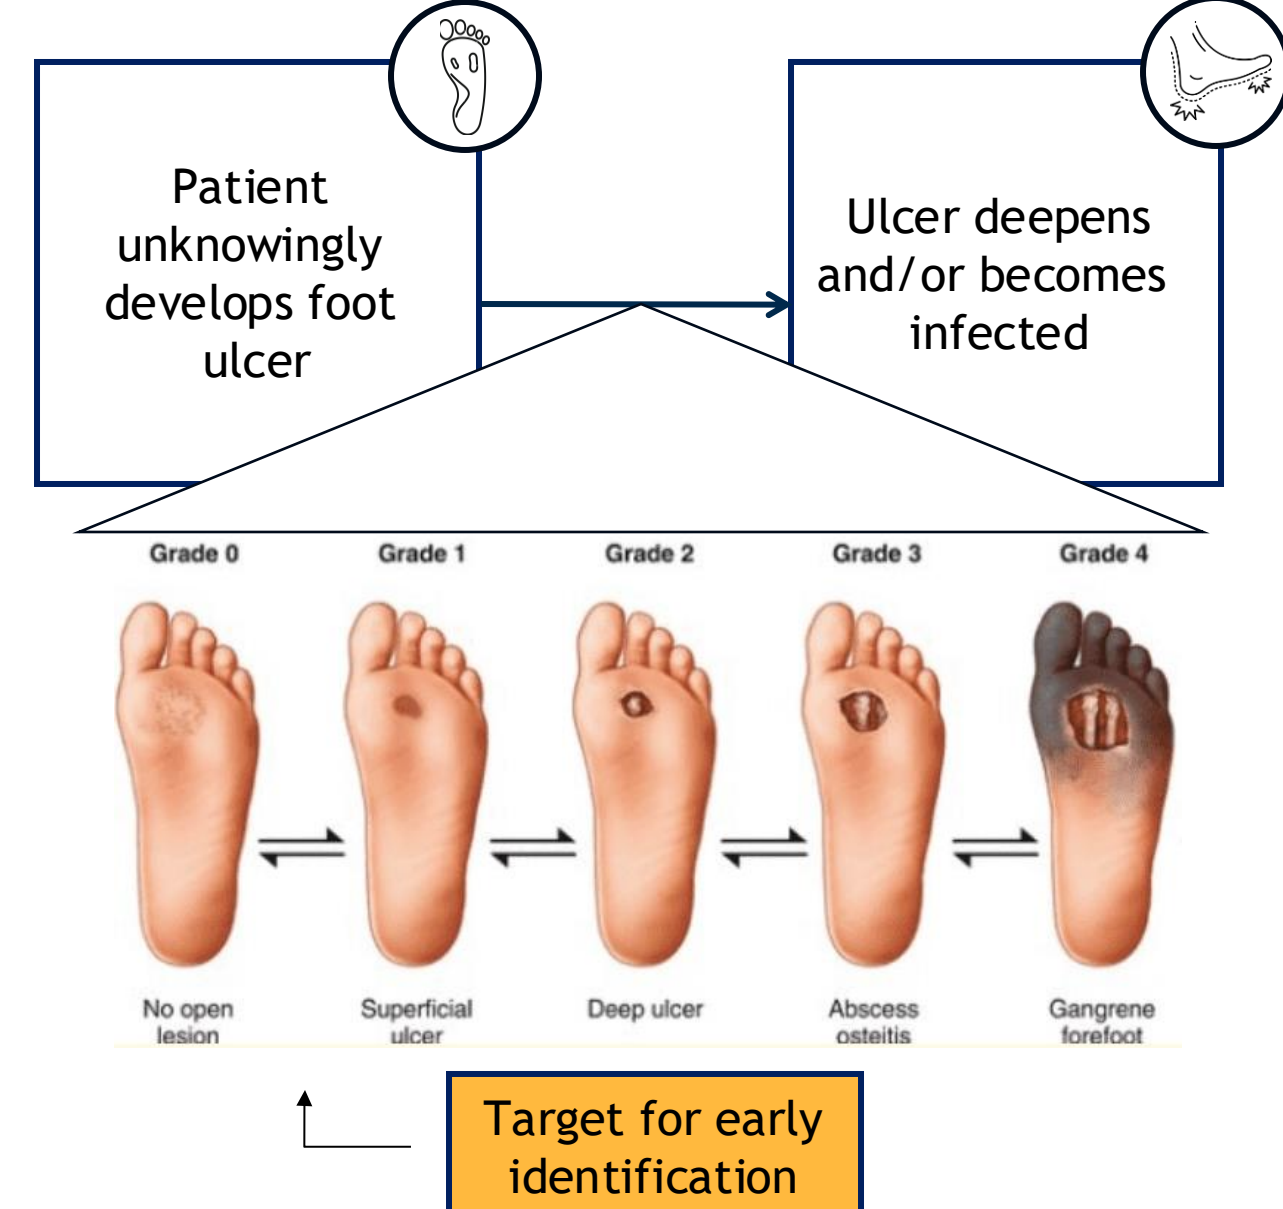 Patient
unknowingly
develops foot
ulcer
Ulcer deepens
and/or becomes
infected
Grade 0
Grade 1
Grade 2
Grade 3
Grade 4
No open
lesion
Superficial
ulcer
Deep ulcer
Abscess
osteitis
Gangrene
forefoot
Target for early
identification